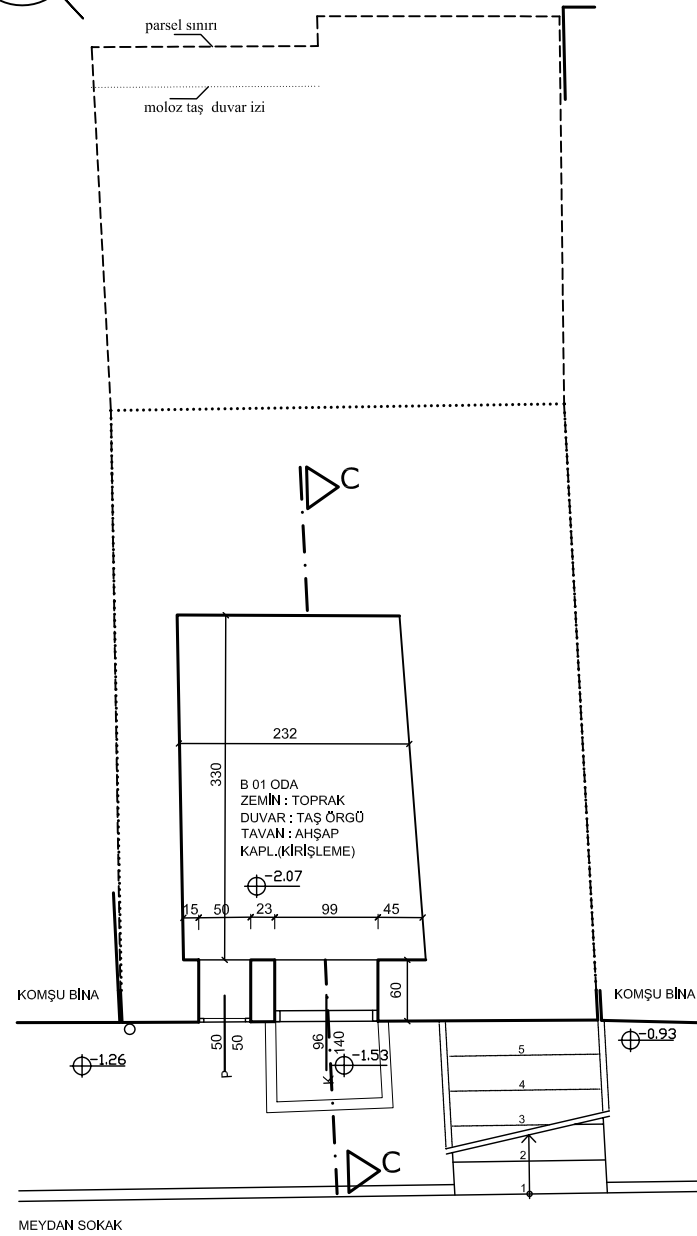 parsel sınırı
moloz taş duvar izi
C
232
330
B 01 ODA
ZEMİN : TOPRAK
DUVAR : TAŞ ÖRGÜ
TAVAN : AHŞAP
KAPL.(KİRİŞLEME)
-2.07
15 50 23 99 45
60
KOMŞU BİNA
KOMŞU BİNA
-1.26
P 50 50
K 96 140
-1.53
-0.93
5
4
3
2
1
C
MEYDAN SOKAK